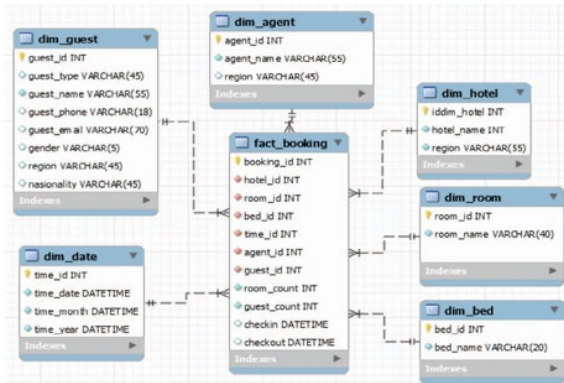 dim_guest
guest_id INT
guest_type VARCHAR(45)
guest_name VARCHAR(55)
guest_phone VARCHAR(18)
guest_email VARCHAR(70)
gender VARCHAR(5)
region VARCHAR(45)
nasionality VARCHAR(45)
Indexes
dim_agent
agent_id INT
agent_name VARCHAR(55)
region VARCHAR(45)
Indexes
fact_booking
booking_id INT
hotel_id INT
room_id INT
bed_id INT
time_id INT
agent_id INT
guest_id INT
room_count INT
guest_count INT
checkin DATETIME
checkout DATETIME
Indexes
dim_hotel
iddim_hotel INT
hotel_name INT
region VARCHAR(55)
Indexes
dim_room
room_id INT
room_name VARCHAR(40)
Indexes
dim_date
time_id INT
time_date DATETIME
time_month DATETIME
time_year DATETIME
Indexes
dim_bed
bed_id INT
bed_name VARCHAR(20)
Indexes